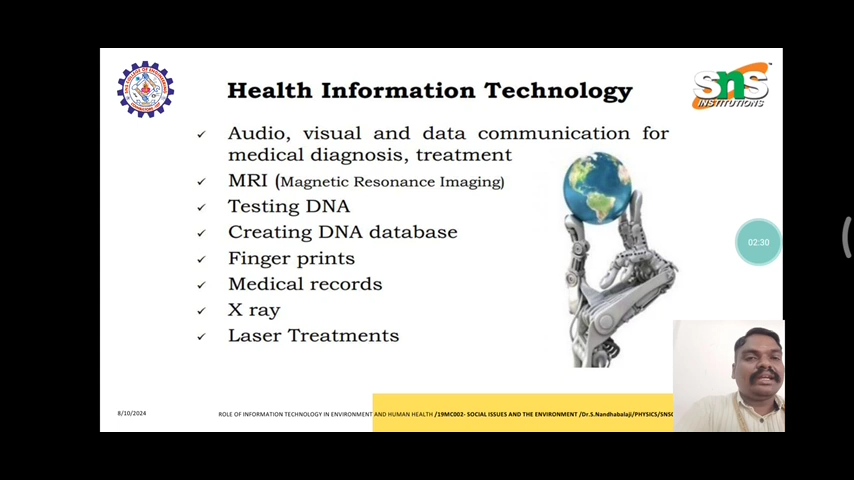 Health Information Technology
SNS
INSTITUTIONS
Audio, visual and data communication for
medical diagnosis, treatment
MRI (Magnetic Resonance Imaging)
Testing DNA
Creating DNA database
Finger prints
Medical records
X ray
Laser Treatments
02:30
8/10/2024
ROLE OF INFORMATION TECHNOLOGY IN ENVIRONMENT AND HUMAN HEALTH /19MC002- SOCIAL ISSUES AND THE ENVIRONMENT /Dr.S.Nandhabalaji/PHYSICS/SNSC